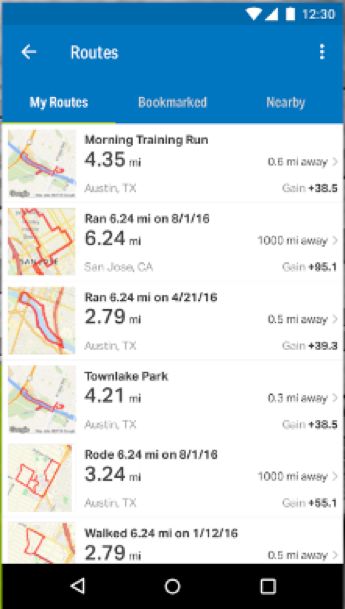 12:30
Routes
My Routes Bookmarked Nearby
Morning Training Run
4.35 mi 0.6 mi away
Austin, TX Gain +38.5
Google
Ran 6.24 mi on 8/1/16
6.24 mi 1000 mi away
SAN JOSE
San Jose, CA Gain +95.1
Ran 6.24 mi on 4/21/16
2.79 mi 0.5 mi away
Austin, TX Gain +39.3
Townlake Park
4.21 mi 0.3 mi away
Austin, TX Gain +38.5
Google
Rode 6.24 mi on 8/1/16
3.24 mi 1000 mi away
Austin, TX Gain +55.1
Walked 6.24 mi on 1/12/16
2.79 mi 0.5 mi away